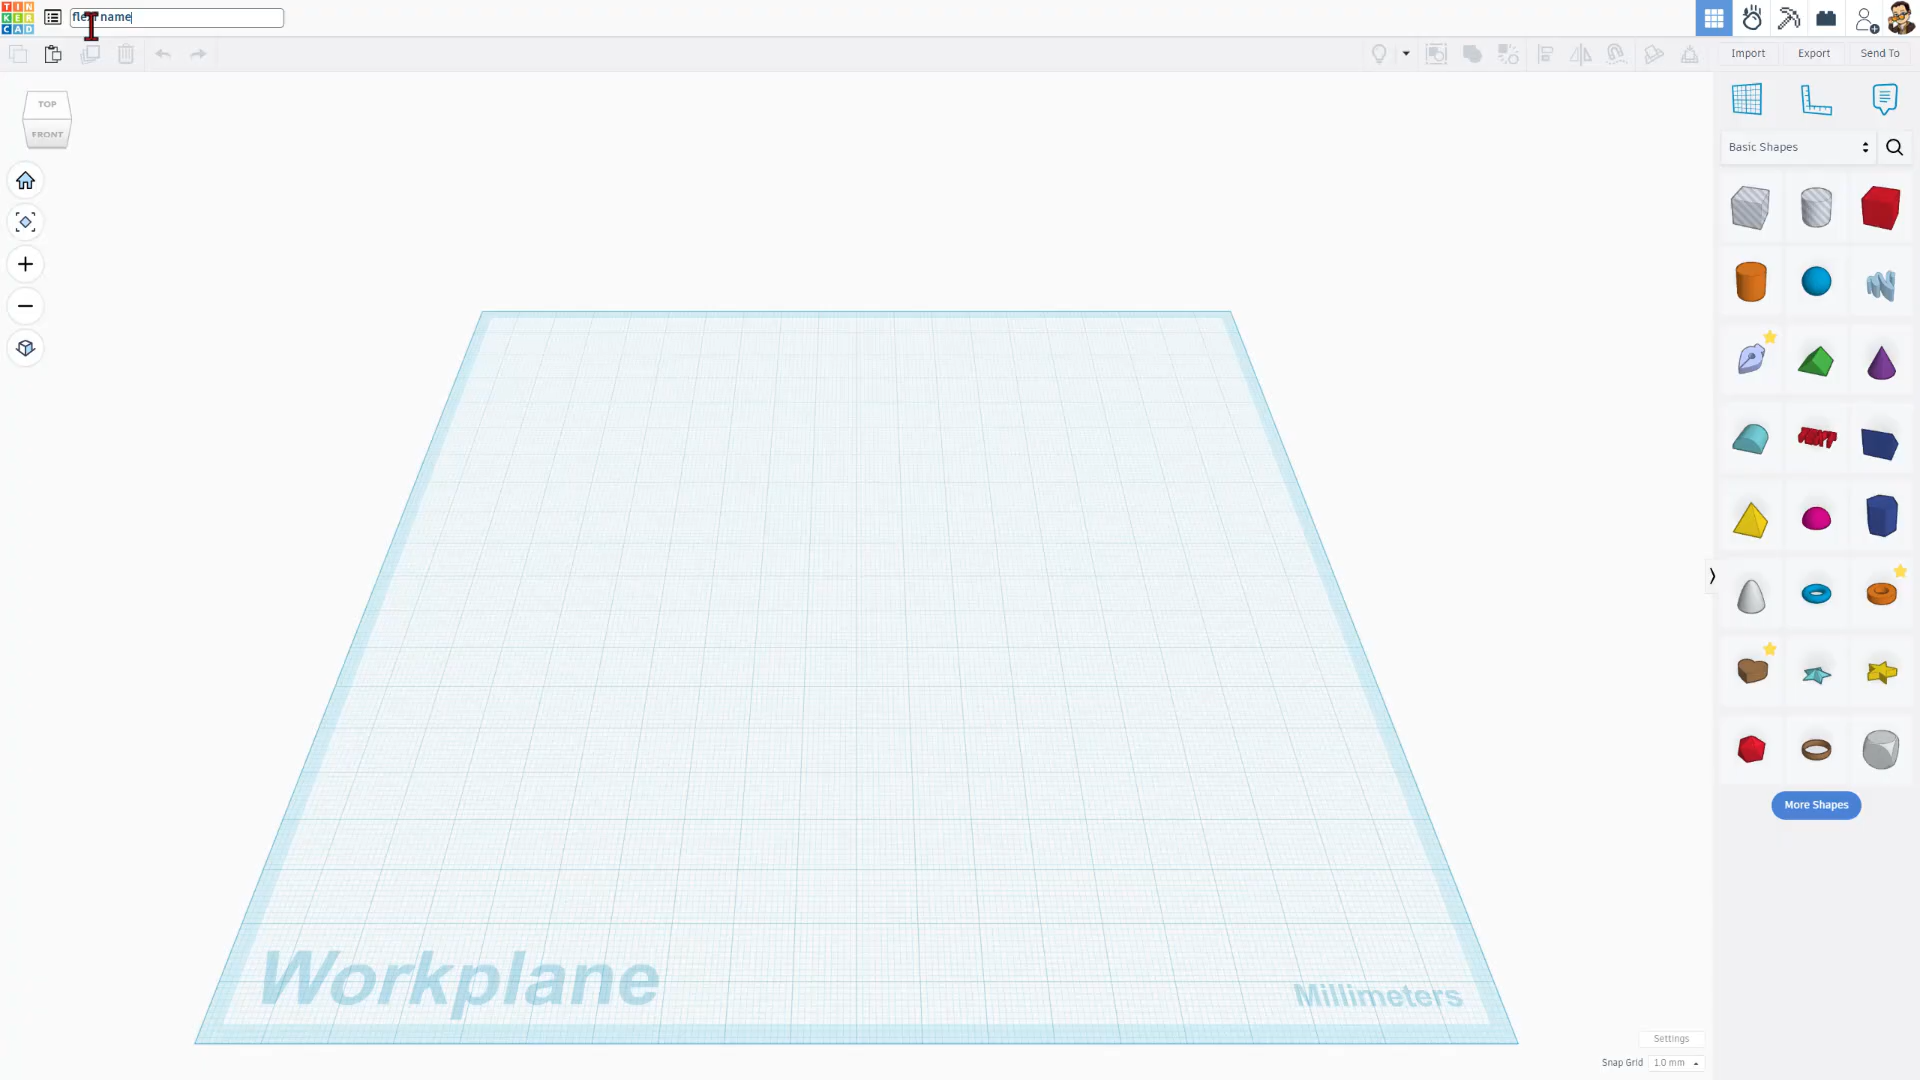 TIN
KER
CAD
name
Import
Export
Send To
TOP
FRONT
Basic Shapes
More Shapes
Workplane
Millimeters
Settings
Snap Grid 1.0 mm